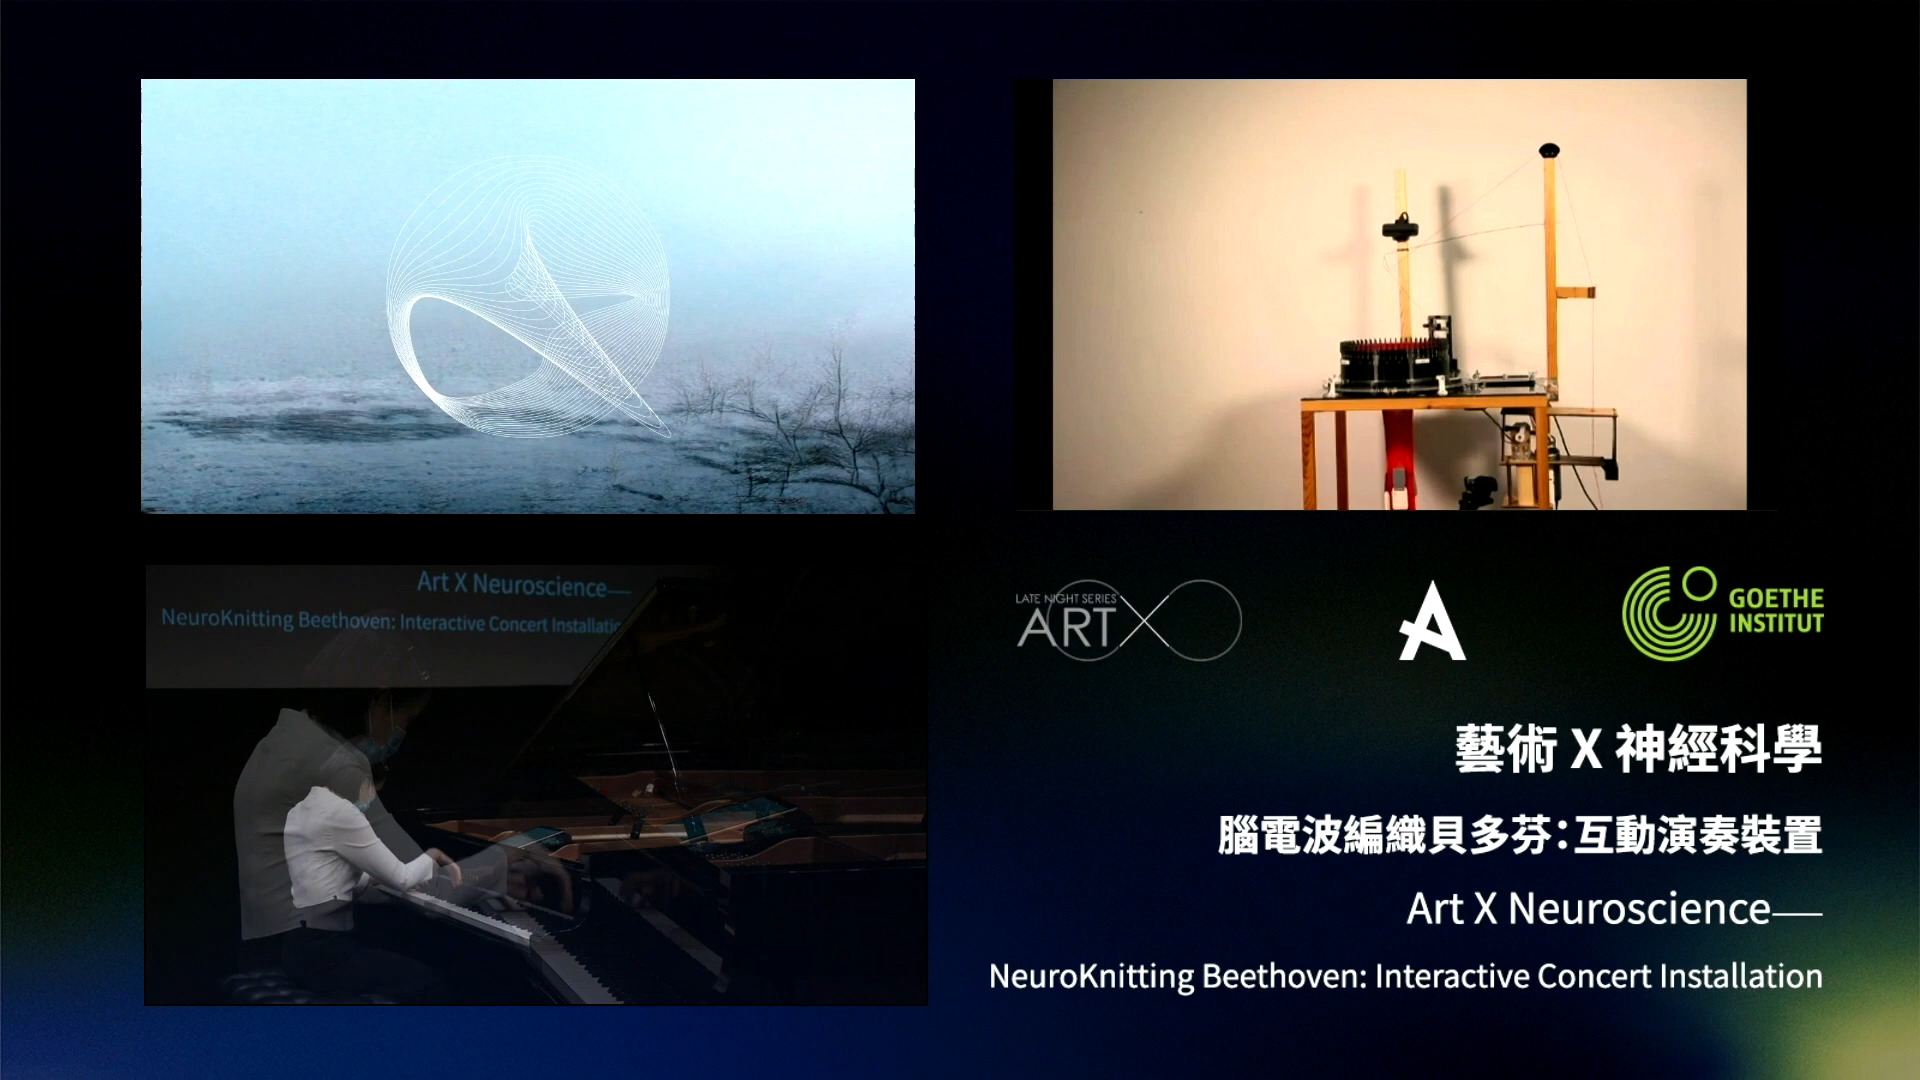 Art X Neuroscience—
NeuroKnitting Beethoven: Interactive Concert Installatio
LATE NIGHT SERIES
ART
GOETHE
INSTITUT
藝術 X 神經科學
腦電波編織貝多芬：互動演奏裝置
Art X Neuroscience—
NeuroKnitting Beethoven: Interactive Concert Installation